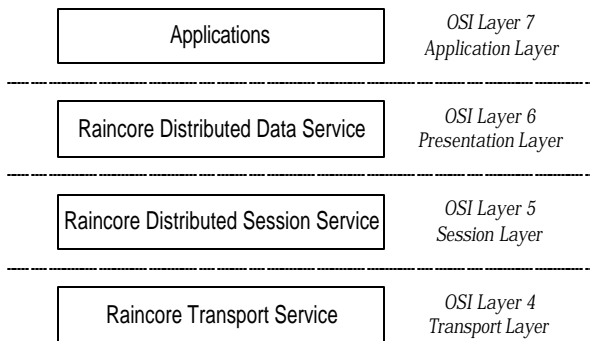 Applications
OSI Layer 7
Application Layer
Raincore Distributed Data Service
OSI Layer 6
Presentation Layer
Raincore Distributed Session Service
OSI Layer 5
Session Layer
Raincore Transport Service
OSI Layer 4
Transport Layer